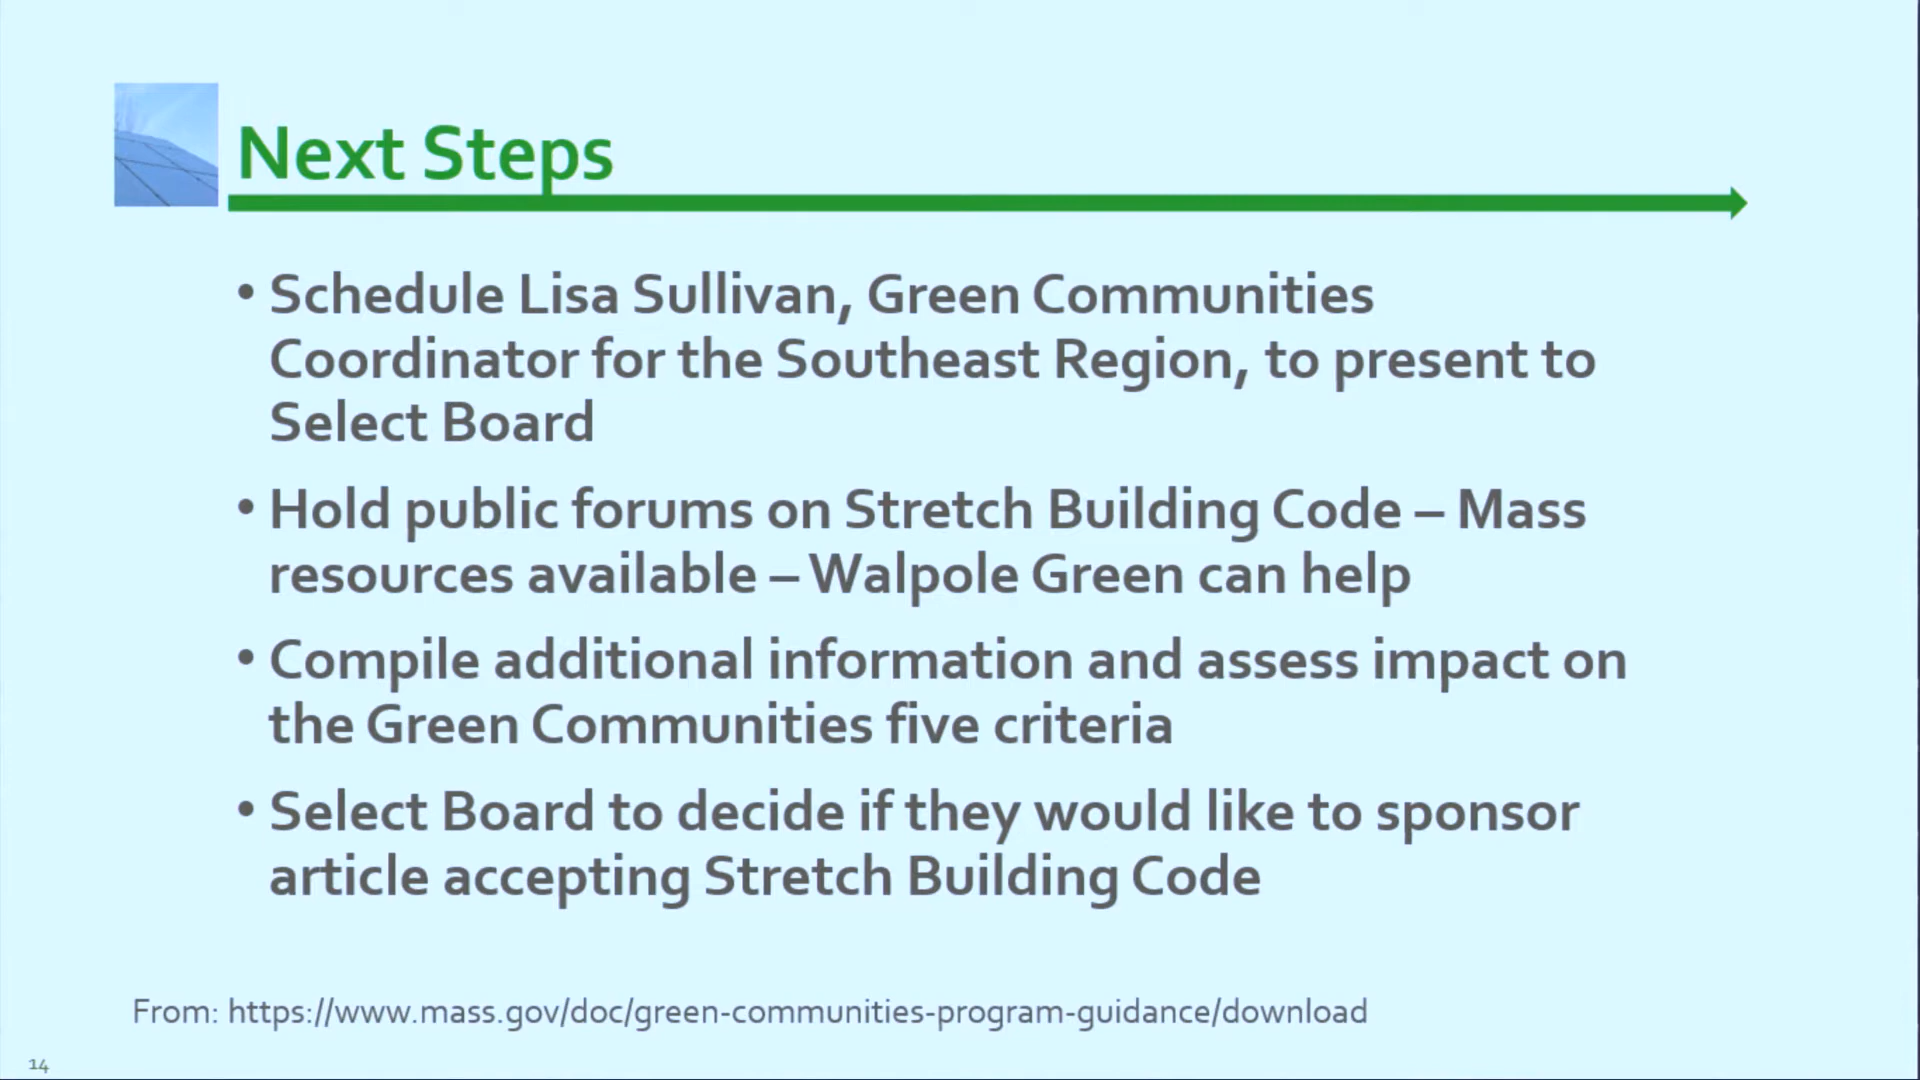 Next Steps
• Schedule Lisa Sullivan, Green Communities
Coordinator for the Southeast Region, to present to
Select Board
• Hold public forums on Stretch Building Code – Mass
resources available – Walpole Green can help
• Compile additional information and assess impact on
the Green Communities five criteria
• Select Board to decide if they would like to sponsor
article accepting Stretch Building Code
From: https://www.mass.gov/doc/green-communities-program-guidance/download
14